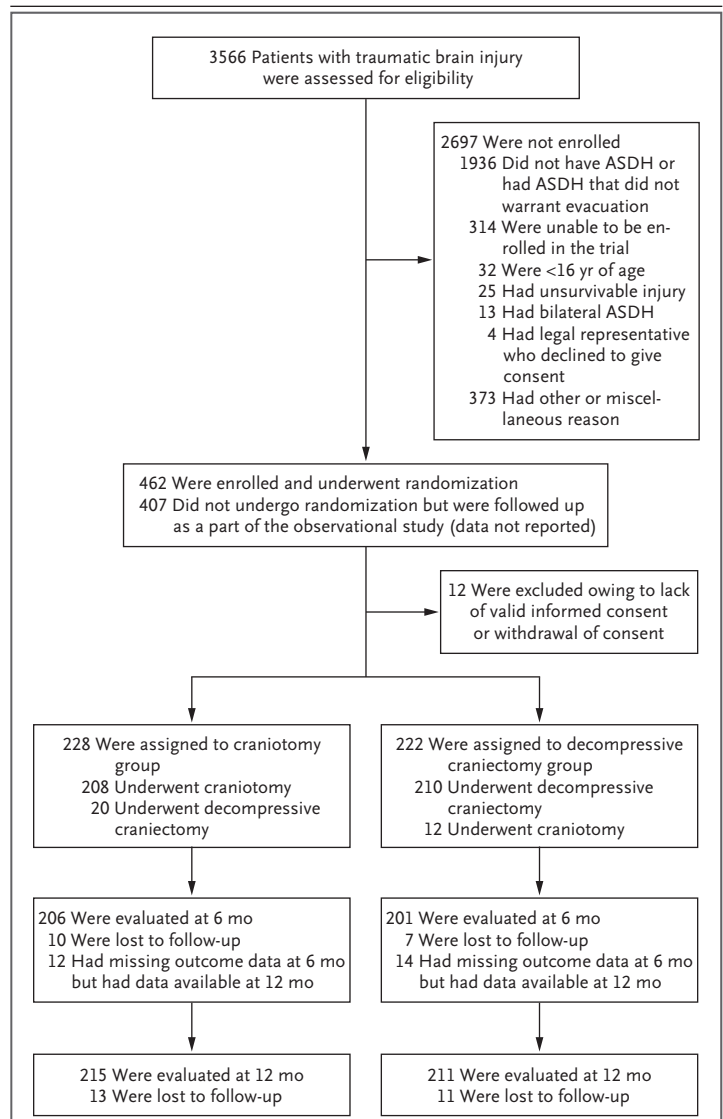 3566 Patients with traumatic brain injury
were assessed for eligibility
2697 Were not enrolled
1936 Did not have ASDH or
had ASDH that did not
warrant evacuation
314 Were unable to be en-
rolled in the trial
32 Were <16 yr of age
25 Had unsurvivable injury
13 Had bilateral ASDH
4 Had legal representative
who declined to give
consent
373 Had other or miscel-
laneous reason
462 Were enrolled and underwent randomization
407 Did not undergo randomization but were followed up
as a part of the observational study (data not reported)
12 Were excluded owing to lack
of valid informed consent
or withdrawal of consent
228 Were assigned to craniotomy
group
208 Underwent craniotomy
20 Underwent decompressive
craniectomy
222 Were assigned to decompressive
craniectomy group
210 Underwent decompressive
craniectomy
12 Underwent craniotomy
206 Were evaluated at 6 mo
10 Were lost to follow-up
12 Had missing outcome data at 6 mo
but had data available at 12 mo
201 Were evaluated at 6 mo
7 Were lost to follow-up
14 Had missing outcome data at 6 mo
but had data available at 12 mo
215 Were evaluated at 12 mo
13 Were lost to follow-up
211 Were evaluated at 12 mo
11 Were lost to follow-up